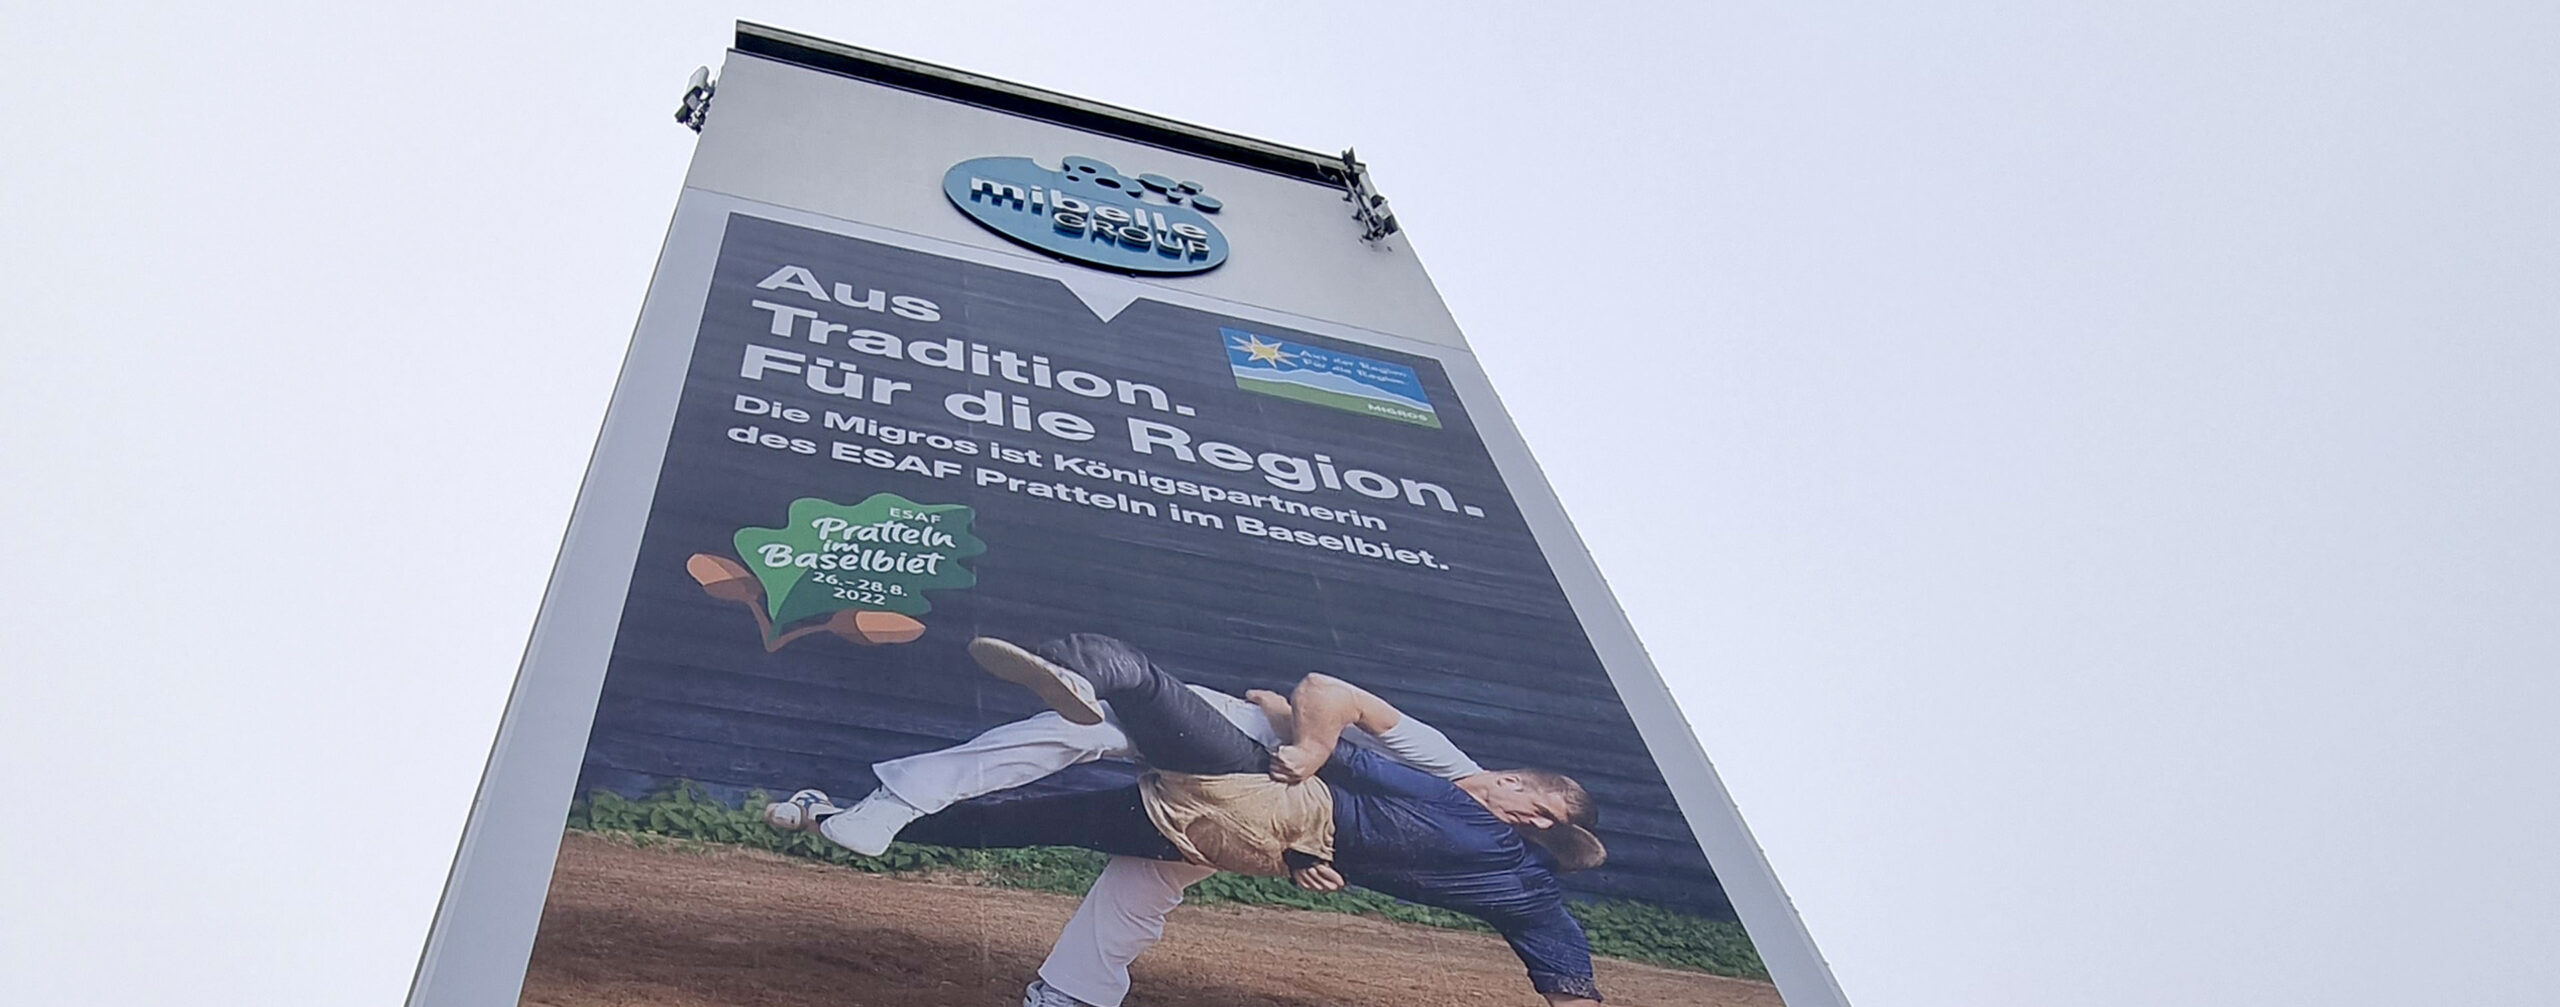 mibelle
GROUP
Aus
Tradition.
Für die Region.
Die Migros ist Königspartnerin
des ESAF Pratteln im Baselbiet.
Aus der Region.
Für die Region.
MIGROS
ESAF
Pratteln
im
Baselbiet
26.–28.8.
2022